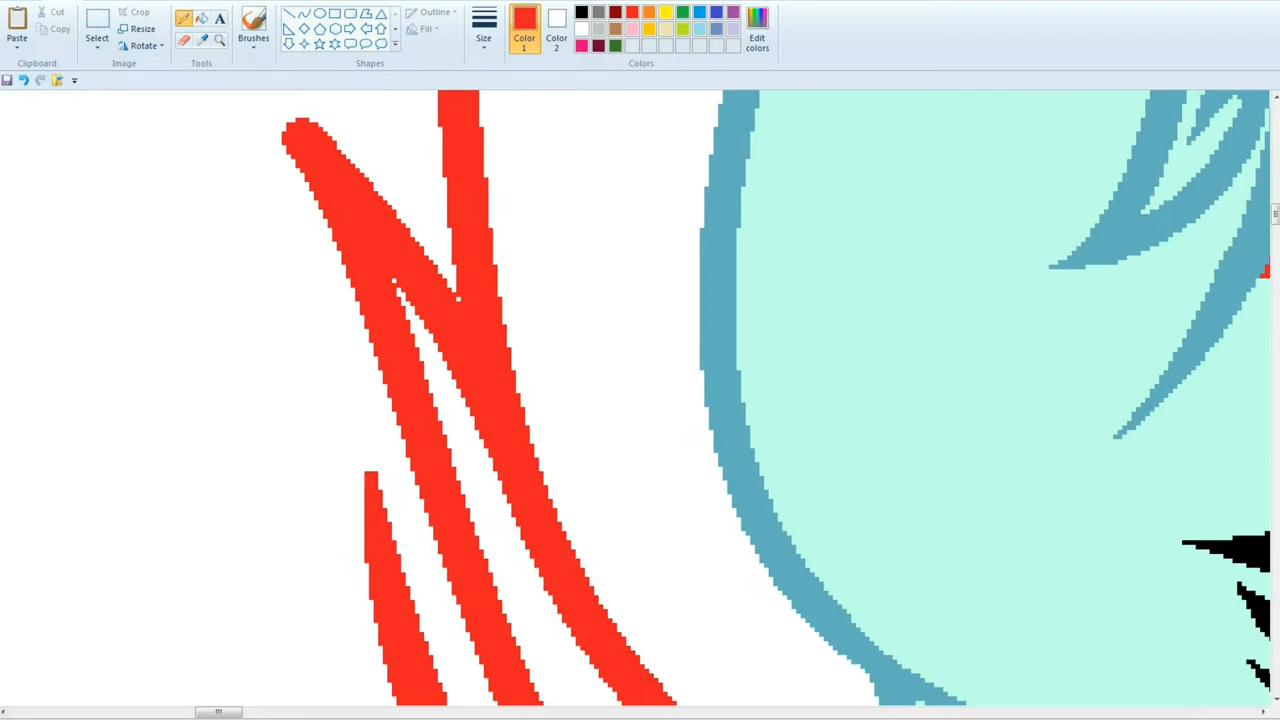 Paste
Cut
Copy
Clipboard
Select
Crop
Resize
Rotate
Image
A
Tools
Brushes
Outline
Fill
Shapes
Size
Color 1
Color 2
Edit colors
Colors